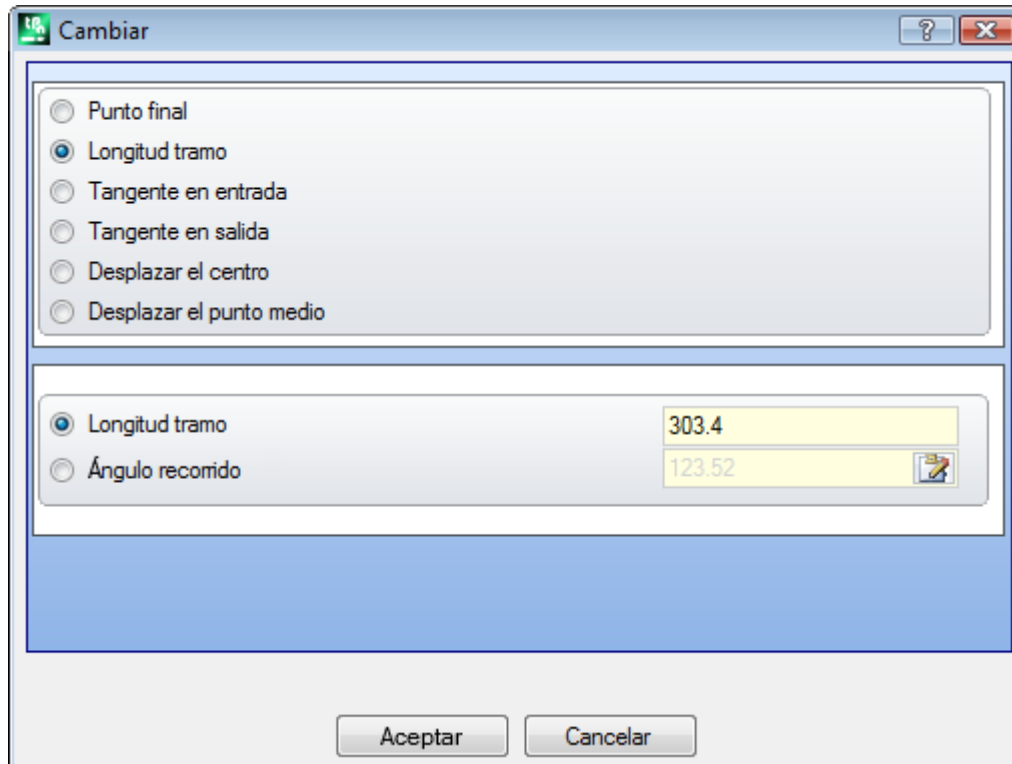 Cambiar
Punto final
Longitud tramo
Tangente en entrada
Tangente en salida
Desplazar el centro
Desplazar el punto medio
Longitud tramo 303.4
Ángulo recorrido 123.52
Aceptar Cancelar